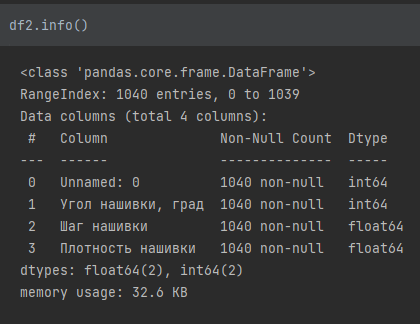 df2.info()
<class 'pandas.core.frame.DataFrame'>
RangeIndex: 1040 entries, 0 to 1039
Data columns (total 4 columns):
 #   Column                Non-Null Count  Dtype
---  ------                --------------  -----
 0   Unnamed: 0            1040 non-null   int64
 1   Угол нашивки, град    1040 non-null   int64
 2   Шаг нашивки           1040 non-null   float64
 3   Плотность нашивки     1040 non-null   float64
dtypes: float64(2), int64(2)
memory usage: 32.6 KB